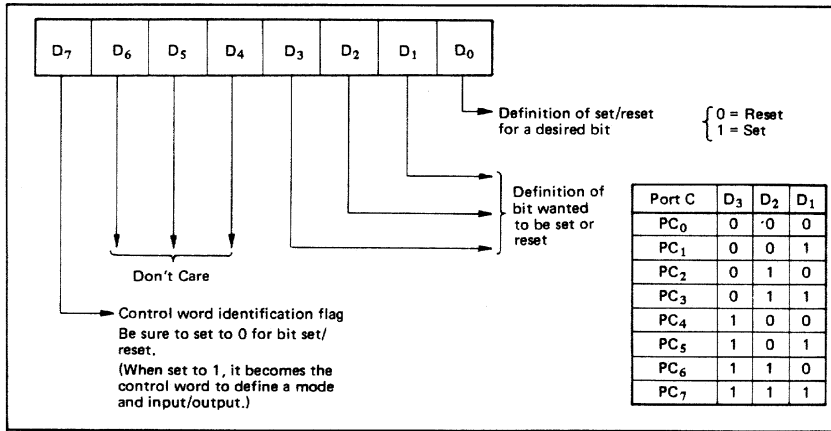 D7 D6 D5 D4 D3 D2 D1 D0
Definition of set/reset
for a desired bit
0 = Reset
1 = Set
Definition of
bit wanted
to be set or
reset
Don't Care
Control word identification flag
Be sure to set to 0 for bit set/
reset.
(When set to 1, it becomes the
control word to define a mode
and input/output.)
Port C D3 D2 D1
PC0 0 0 0
PC1 0 0 1
PC2 0 1 0
PC3 0 1 1
PC4 1 0 0
PC5 1 0 1
PC6 1 1 0
PC7 1 1 1